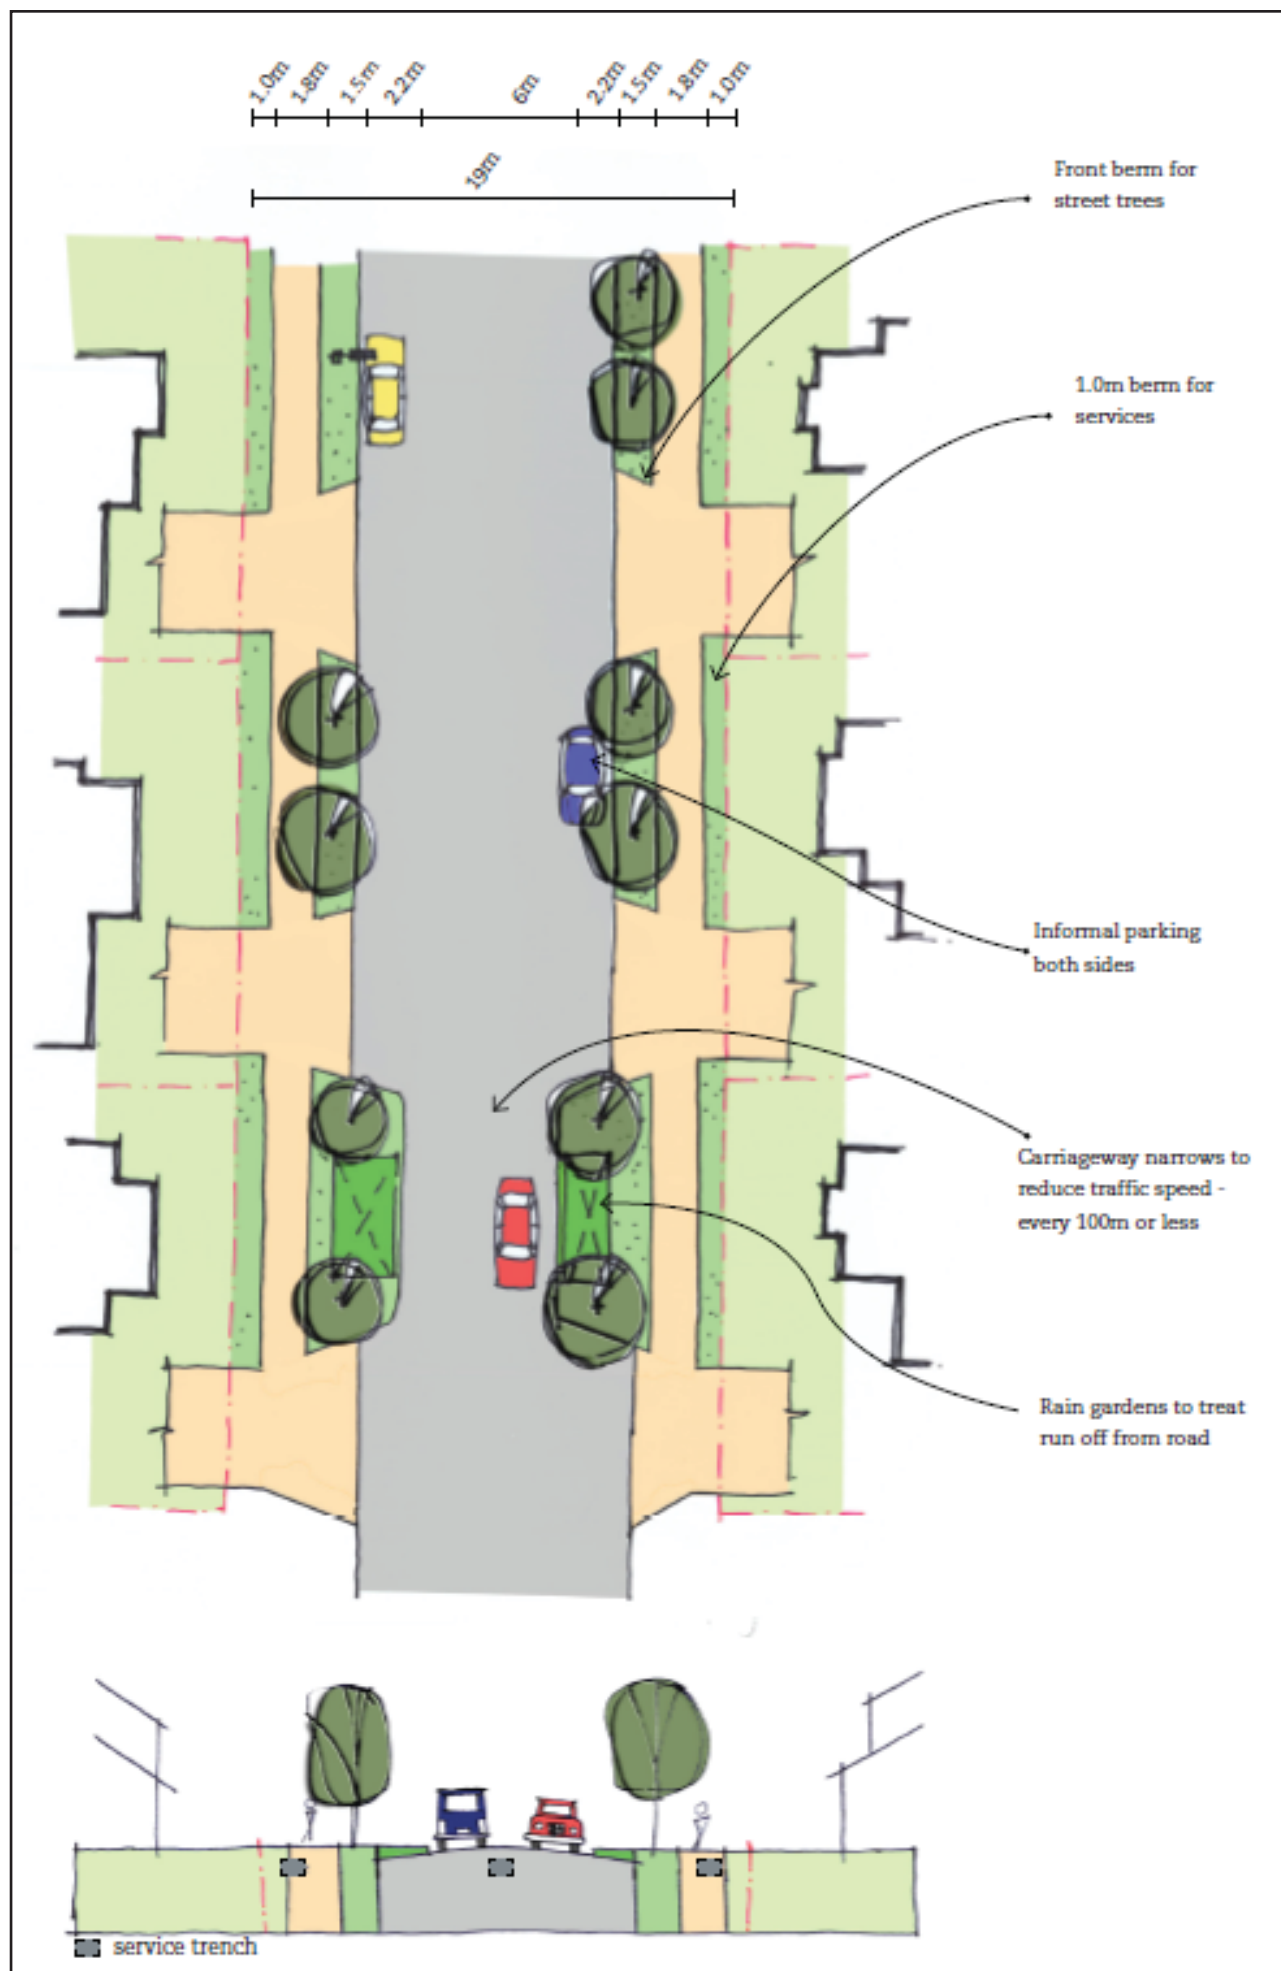 1.0m 1.8m 1.5m 2.2m 6m 2.2m 1.5m 1.8m 1.0m
19m
Front berm for
street trees
1.0m berm for
services
Informal parking
both sides
Carriageway narrows to
reduce traffic speed -
every 100m or less
Rain gardens to treat
run off from road
service trench